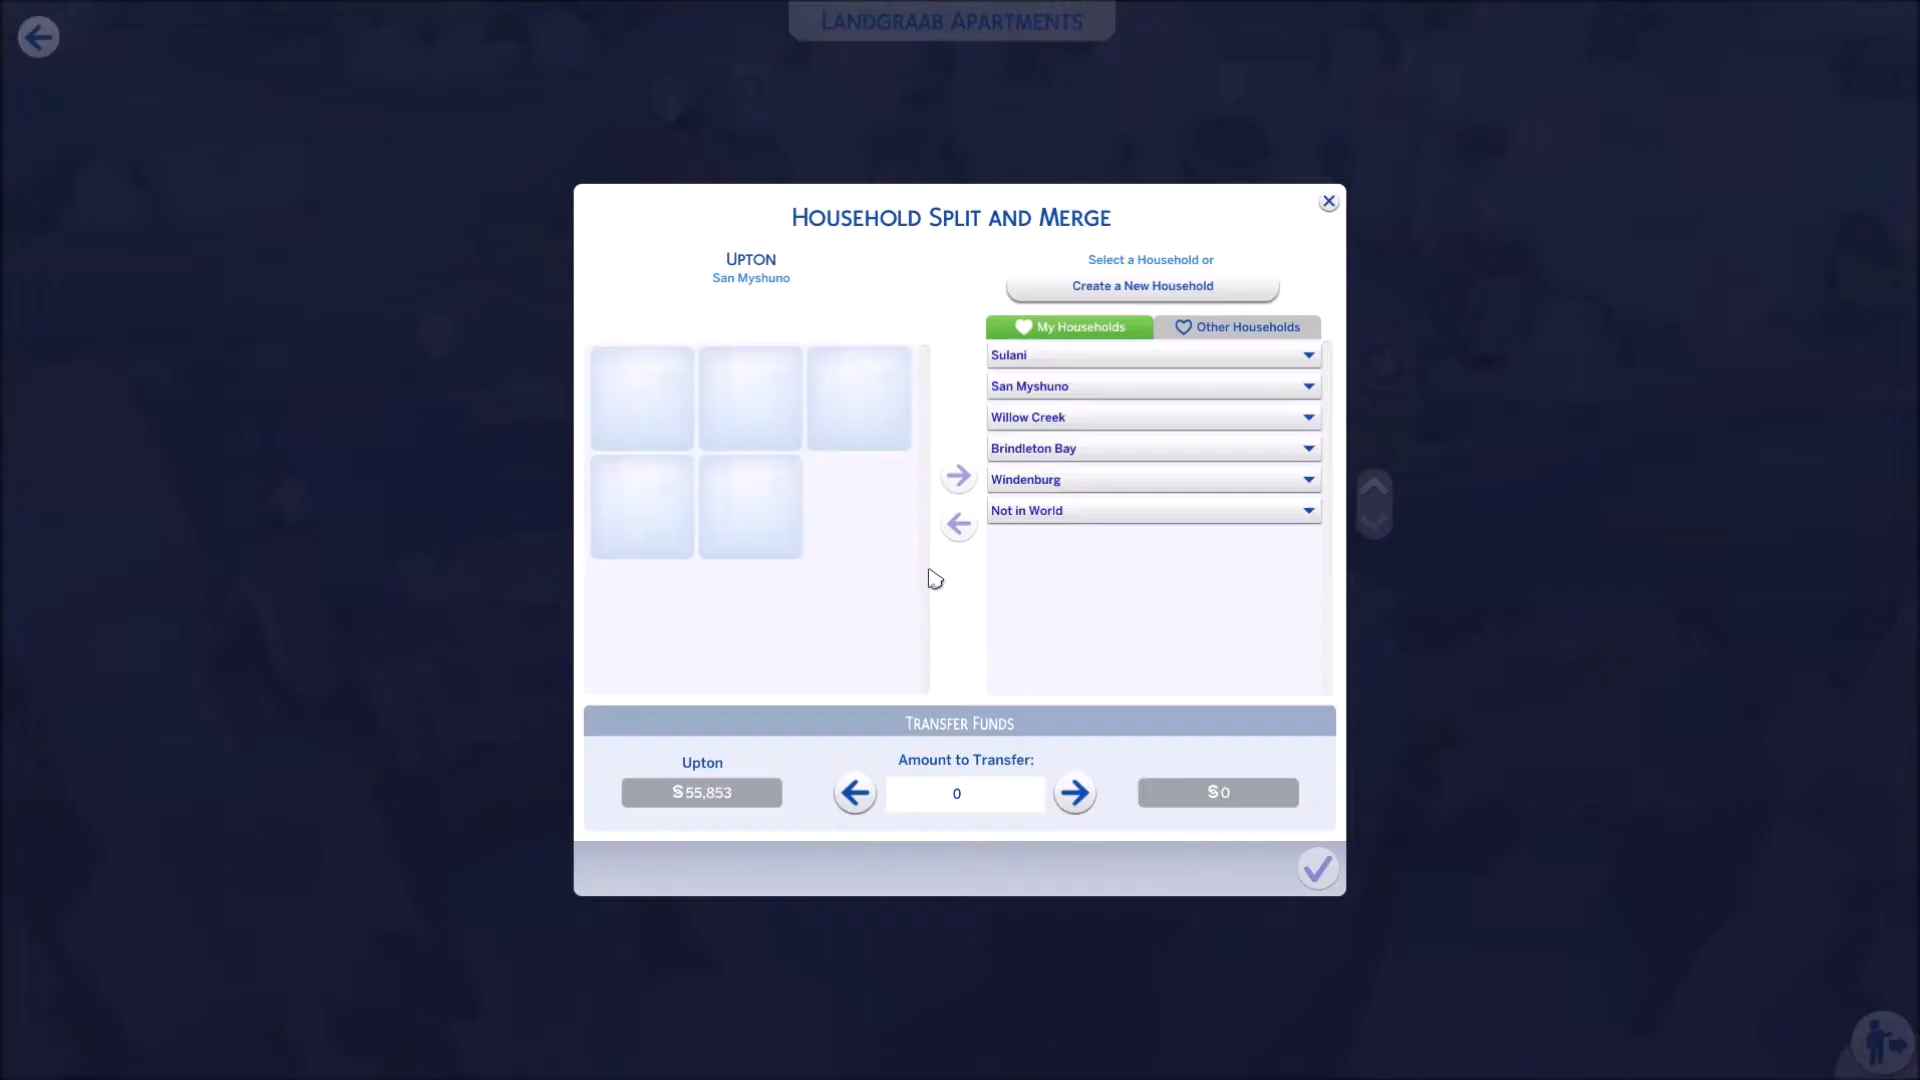 LANDGRAAB APARTMENTS
HOUSEHOLD SPLIT AND MERGE
UPTON
San Myshuno
Select a Household or
Create a New Household
My Households
Other Households
Sulani
San Myshuno
Willow Creek
Brindleton Bay
Windenburg
Not in World
TRANSFER FUNDS
Upton
Amount to Transfer:
§55,853
0
§0